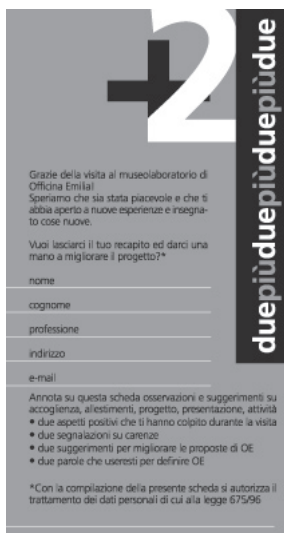 +2
duepiùduepiùdue
Grazie della visita al museolaboratorio di
Officina Emilia!
Speriamo che sia stata piacevole e che ti
abbia aperto a nuove esperienze e insegna-
to cose nuove.
Vuoi lasciarci il tuo recapito ed darci una
mano a migliorare il progetto?*
nome
cognome
professione
indirizzo
e-mail
Annota su questa scheda osservazioni e suggerimenti su
accoglienza, allestimenti, progetto, presentazione, attività
• due aspetti positivi che ti hanno colpito durante la visita
• due segnalazioni su carenze
• due suggerimenti per migliorare le proposte di OE
• due parole che useresti per definire OE
*Con la compilazione della presente scheda si autorizza il
trattamento dei dati personali di cui alla legge 675/96